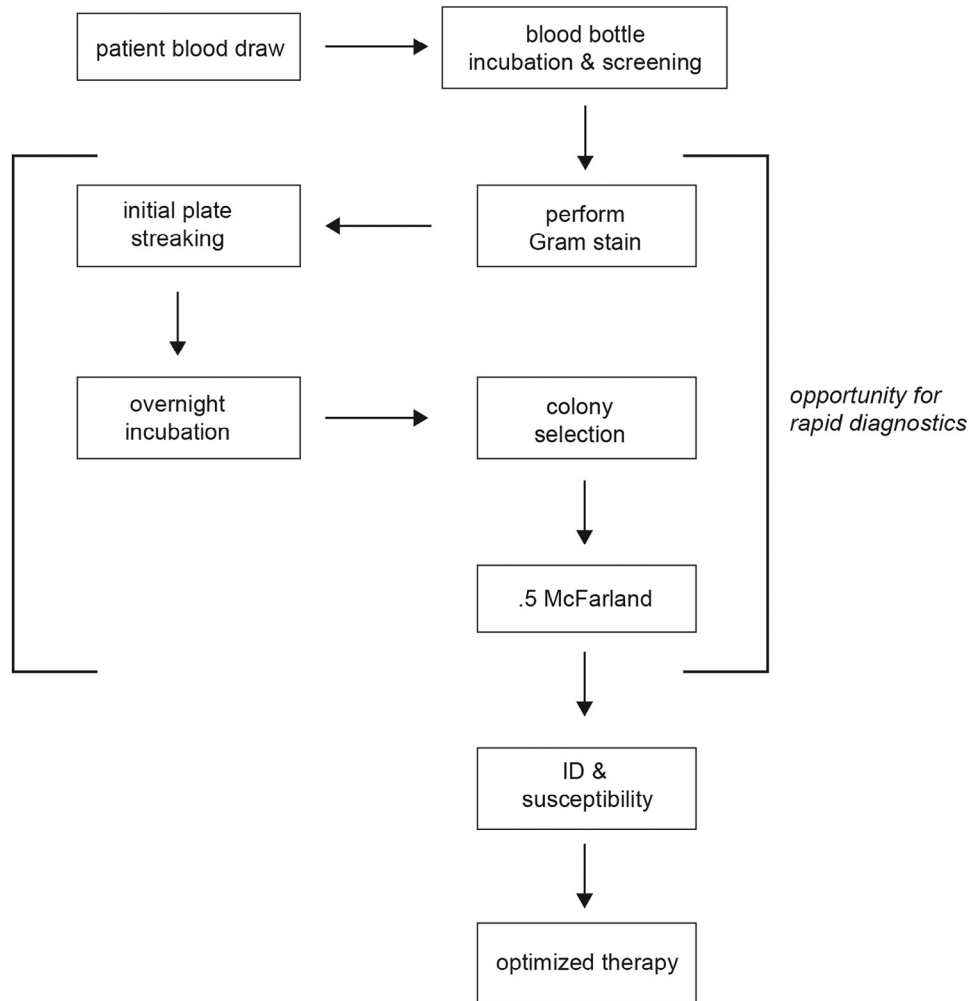 patient blood draw
blood bottle
incubation & screening
perform
Gram stain
initial plate
streaking
overnight
incubation
colony
selection
.5 McFarland
opportunity for
rapid diagnostics
ID &
susceptibility
optimized therapy